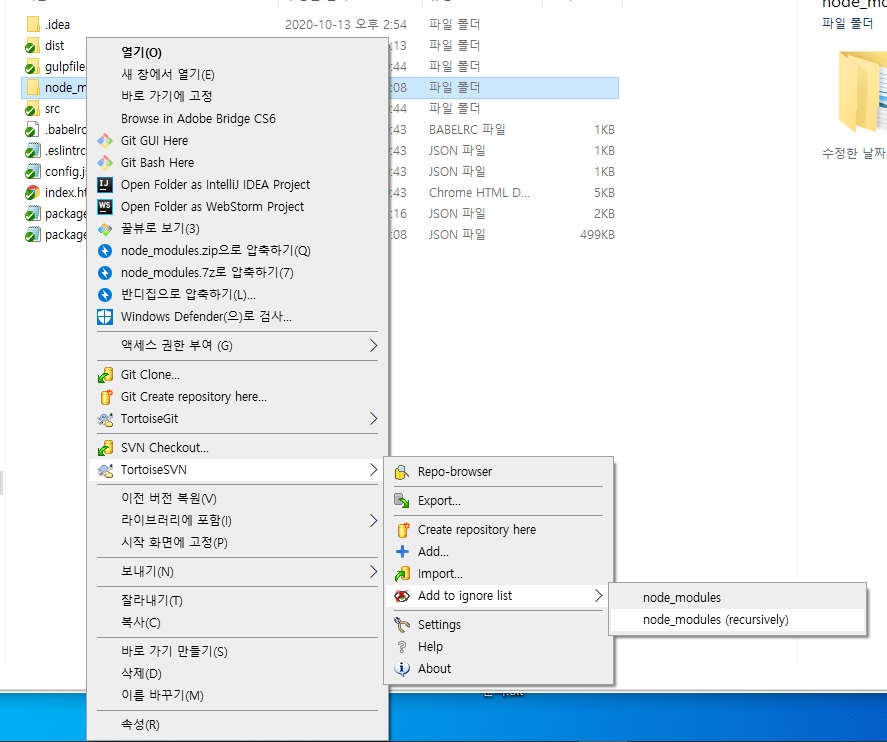 node_mo
파일 폴더
수정한 날짜
.idea 2020-10-13 오후 2:54 파일 폴더
dist :13 파일 폴더
gulpfile :44 파일 폴더
node_m :08 파일 폴더
src :44 파일 폴더
.babelrc :43 BABELRC 파일 1KB
.eslintrc :43 JSON 파일 1KB
config.js :43 JSON 파일 1KB
index.ht :43 Chrome HTML D... 5KB
package :16 JSON 파일 2KB
package :08 JSON 파일 499KB
열기(O)
새 창에서 열기(E)
바로 가기에 고정
Browse in Adobe Bridge CS6
Git GUI Here
Git Bash Here
Open Folder as IntelliJ IDEA Project
Open Folder as WebStorm Project
꿀뷰로 보기(3)
node_modules.zip으로 압축하기(Q)
node_modules.7z로 압축하기(7)
반디집으로 압축하기(L)...
Windows Defender(으)로 검사...
액세스 권한 부여 (G)
Git Clone...
Git Create repository here...
TortoiseGit
SVN Checkout...
TortoiseSVN
이전 버전 복원(V)
라이브러리에 포함(I)
시작 화면에 고정(P)
보내기(N)
잘라내기(T)
복사(C)
바로 가기 만들기(S)
삭제(D)
이름 바꾸기(M)
속성(R)
Repo-browser
Export...
Create repository here
Add...
Import...
Add to ignore list
Settings
Help
About
node_modules
node_modules (recursively)